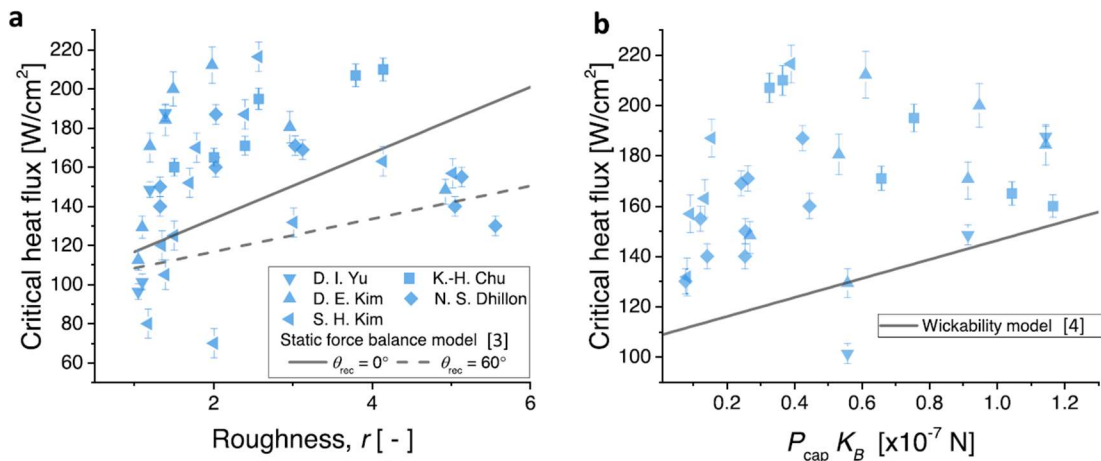 a
Critical heat flux [W/cm²]
220
200
180
160
140
120
100
80
60
2
4
6
Roughness, r [ - ]
D. I. Yu
D. E. Kim
S. H. Kim
K.-H. Chu
N. S. Dhillon
Static force balance model [3]
θrec = 0°
θrec = 60°
b
Critical heat flux [W/cm²]
220
200
180
160
140
120
100
0.2
0.4
0.6
0.8
1.0
1.2
Pcap KB [x10⁻⁷ N]
Wickability model [4]